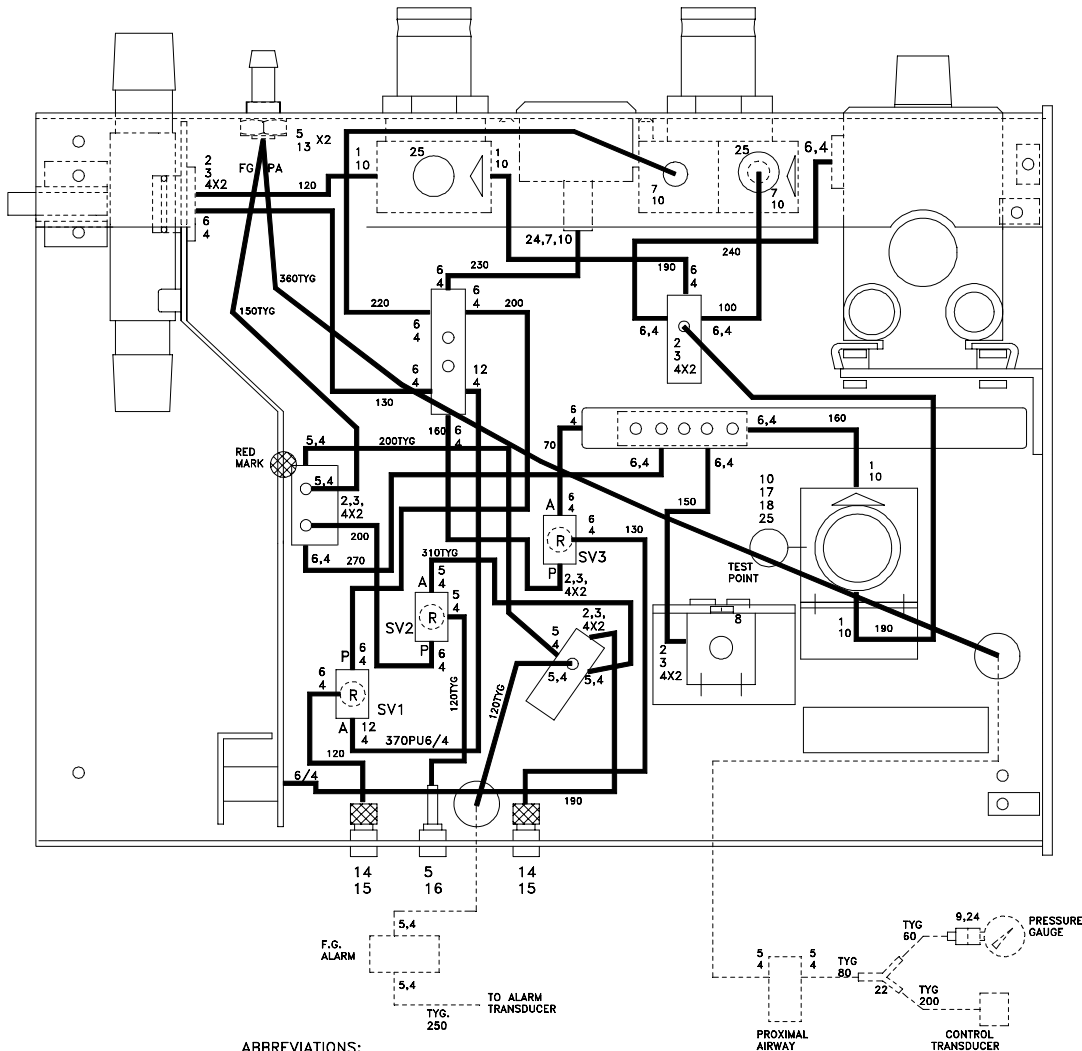 5
13 X2
FG PA
2
3
4X2
6
4
120
1
10
25
1
10
7
10
25
7
10
6,4
24,7,10
240
360TYG
150TYG
230
190
6
4
6
4
6
4
220
200
100
6
4
6,4
6,4
2
3
4X2
6
4
12
4
130
160
6
4
6
4
6,4
160
70
RED
MARK
5,4
200TYG
6,4
6,4
1
10
5,4
2,3,
4X2
200
150
10
17
18
25
6
4
A
6
4
130
R
SV3
P
2,3,
4X2
TEST
POINT
6,4
270
310TYG
A
5
4
5
4
R
SV2
P
6
4
2,3,
4X2
8
1
10
190
5
4
5,4
5,4
2
3
4X2
P
6
4
6
4
R
SV1
A
12
4
120TYG
120TYG
370PU6/4
120
6/4
190
14
15
5
16
14
15
5,4
F.G.
ALARM
5,4
TYG.
250
TO ALARM
TRANSDUCER
TYG
60
9,24
PRESSURE
GAUGE
5
4
5
4
TYG
80
22
TYG
200
PROXIMAL
AIRWAY
CONTROL
TRANSDUCER
ABBREVIATIONS: